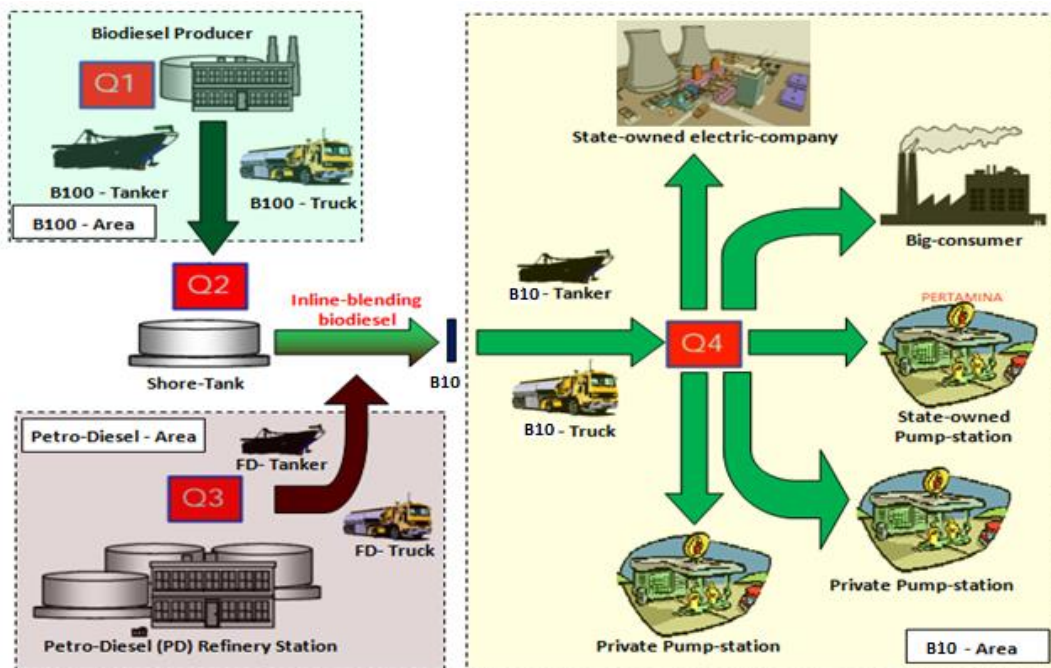 Biodiesel Producer
Q1
B100 - Tanker
B100 - Truck
B100 - Area
Q2
Inline-blending
biodiesel
Shore-Tank
B10
Petro-Diesel - Area
FD- Tanker
Q3
FD- Truck
Petro-Diesel (PD) Refinery Station
State-owned electric-company
Big-consumer
B10 - Tanker
Q4
B10 - Truck
PERTAMINA
State-owned
Pump-station
Private Pump-station
Private Pump-station
B10 - Area